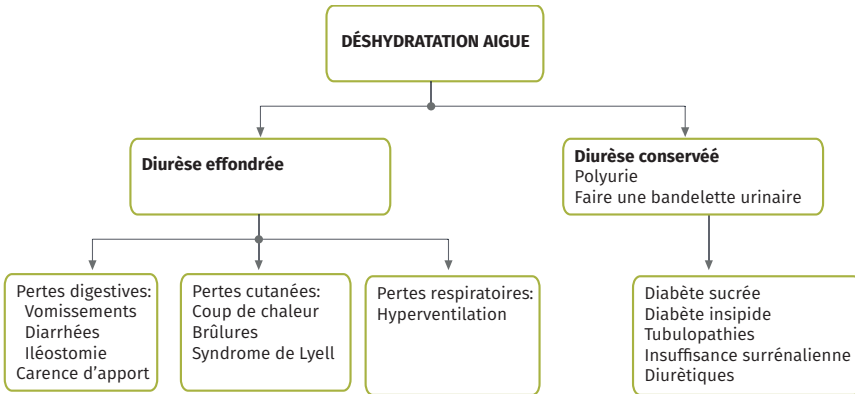 DÉSHYDRATATION AIGUE
Diurèse effondrée
Diurèse conservéé
Polyurie
Faire une bandelette urinaire
Pertes digestives:
Vomissements
Diarrhées
Iléostomie
Carence d'apport
Pertes cutanées:
Coup de chaleur
Brûlures
Syndrome de Lyell
Pertes respiratoires:
Hyperventilation
Diabète sucrée
Diabète insipide
Tubulopathies
Insuffisance surrénalienne
Diurètiques